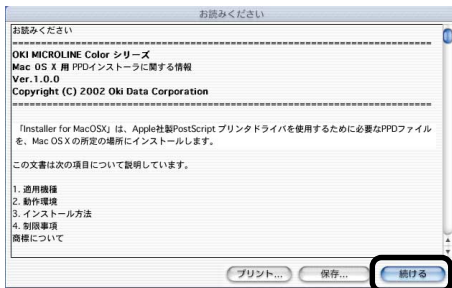 お読みください
お読みください
==========================================================================
OKI MICROLINE Color シリーズ
Mac OS X 用 PPDインストーラに関する情報
Ver.1.0.0
Copyright (C) 2002 Oki Data Corporation
==========================================================================
「Installer for MacOSX」は、Apple社製PostScript プリンタドライバを使用するために必要なPPDファイル
を、Mac OS X の所定の場所にインストールします。
この文書は次の項目について説明しています。
1. 適用機種
2. 動作環境
3. インストール方法
4. 制限事項
商標について
プリント... 保存... 続ける